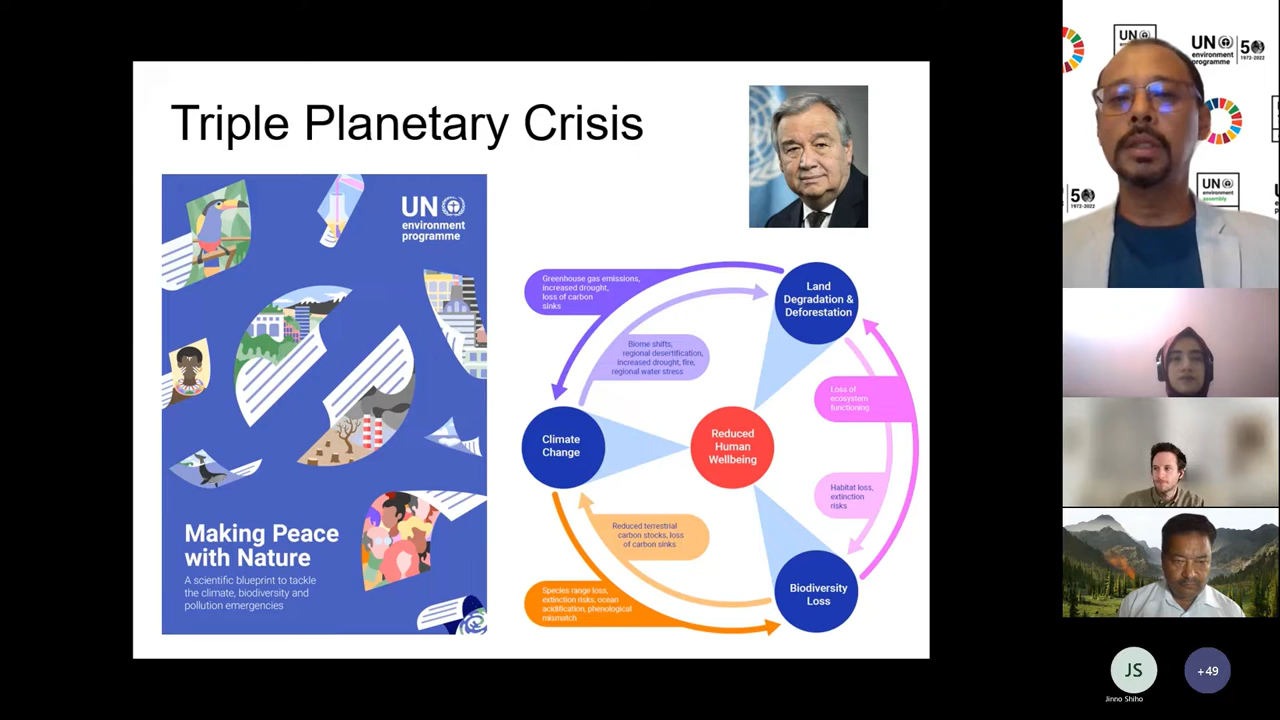 Triple Planetary Crisis
UN
environment
programme
Making Peace
with Nature
A scientific blueprint to tackle
the climate, biodiversity and
pollution emergencies
Greenhouse gas emissions,
increased drought,
loss of carbon
sinks
Biome shifts,
regional desertification,
increased drought, fire,
regional water stress
Land
Degradation &
Deforestation
Loss of
ecosystem
functioning
Climate
Change
Reduced
Human
Wellbeing
Habitat loss,
extinction
risks
Reduced terrestrial
carbon stocks, loss
of carbon sinks
Species range loss,
extinction risks, ocean
acidification, phenological
mismatch
Biodiversity
Loss
UN
UN
environment
programme
50
1972-2022
50
1972-2022
UN
environment
assembly
JS
Jinno Shiho
+49